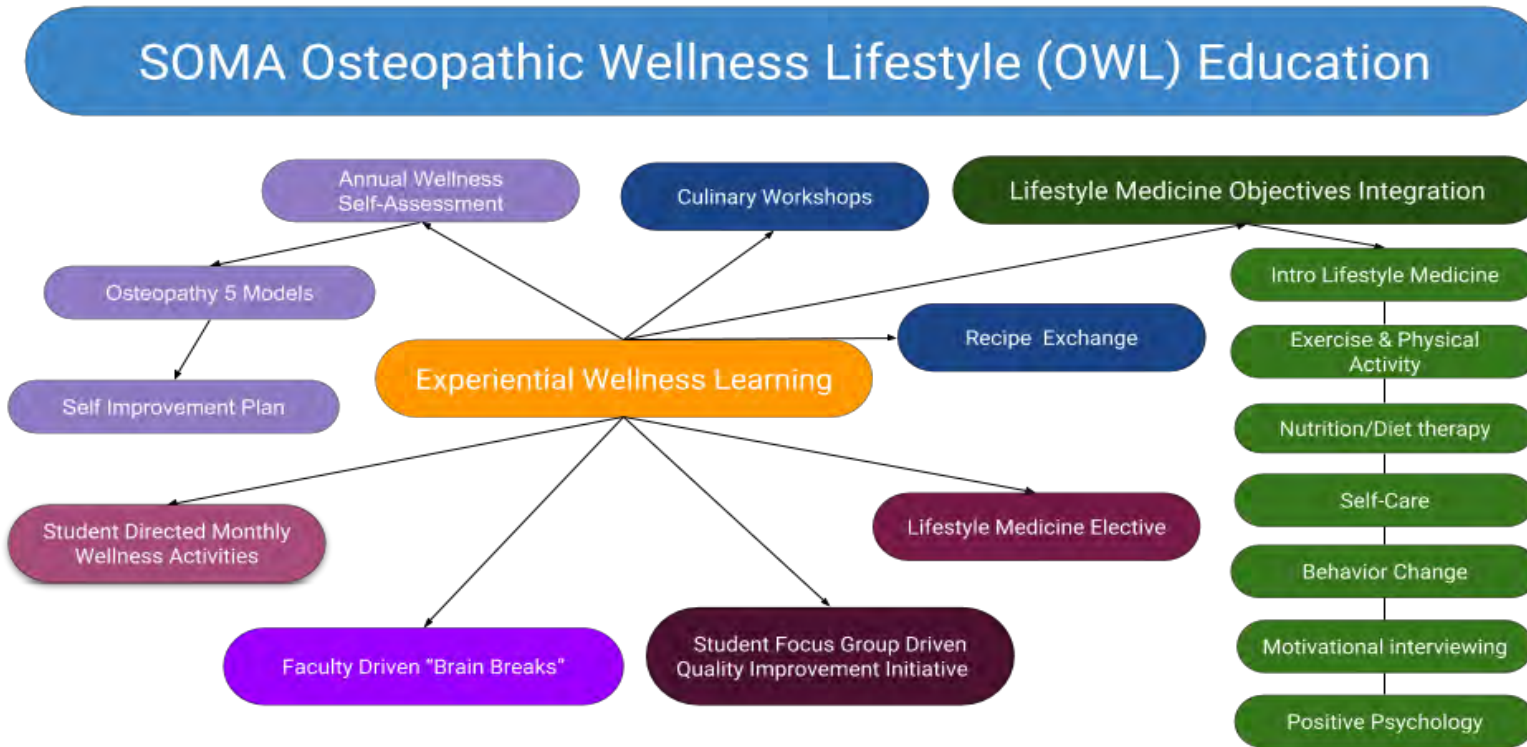 SOMA Osteopathic Wellness Lifestyle (OWL) Education
Annual Wellness
Self-Assessment
Culinary Workshops
Lifestyle Medicine Objectives Integration
Osteopathy 5 Models
Intro Lifestyle Medicine
Self Improvement Plan
Experiential Wellness Learning
Recipe Exchange
Exercise & Physical
Activity
Nutrition/Diet therapy
Self-Care
Behavior Change
Motivational interviewing
Positive Psychology
Student Directed Monthly
Wellness Activities
Lifestyle Medicine Elective
Faculty Driven "Brain Breaks"
Student Focus Group Driven
Quality Improvement Initiative